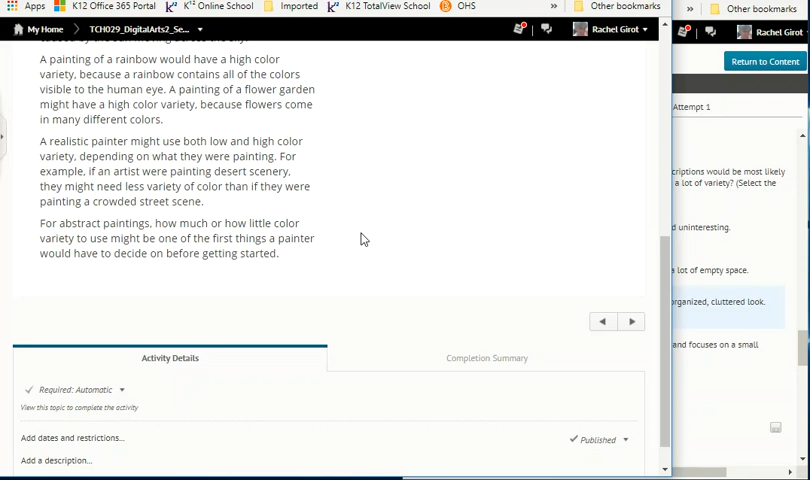 Apps K12 Office 365 Portal K¹² Online School Imported K12 TotalView School OHS » Other bookmarks
» Other bookmarks
My Home TCH029_DigitalArts2_Se... Rachel Girot
Rachel Girot
Return to Content
Attempt 1
A painting of a rainbow would have a high color
variety, because a rainbow contains all of the colors
visible to the human eye. A painting of a flower garden
might have a high color variety, because flowers come
in many different colors.
A realistic painter might use both low and high color
variety, depending on what they were painting. For
example, if an artist were painting desert scenery,
they might need less variety of color than if they were
painting a crowded street scene.
For abstract paintings, how much or how little color
variety to use might be one of the first things a painter
would have to decide on before getting started.
Activity Details
Completion Summary
Required: Automatic
View this topic to complete the activity
Add dates and restrictions...
Published
Add a description...
criptions would be most likely
a lot of variety? (Select the
d uninteresting.
a lot of empty space.
organized, cluttered look.
and focuses on a small